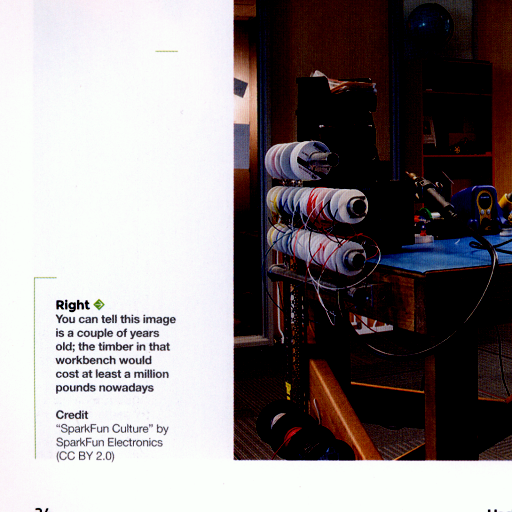 Right
You can tell this image
is a couple of years
old; the timber in that
workbench would
cost at least a million
pounds nowadays
Credit
“SparkFun Culture” by
SparkFun Electronics
(CC BY 2.0)